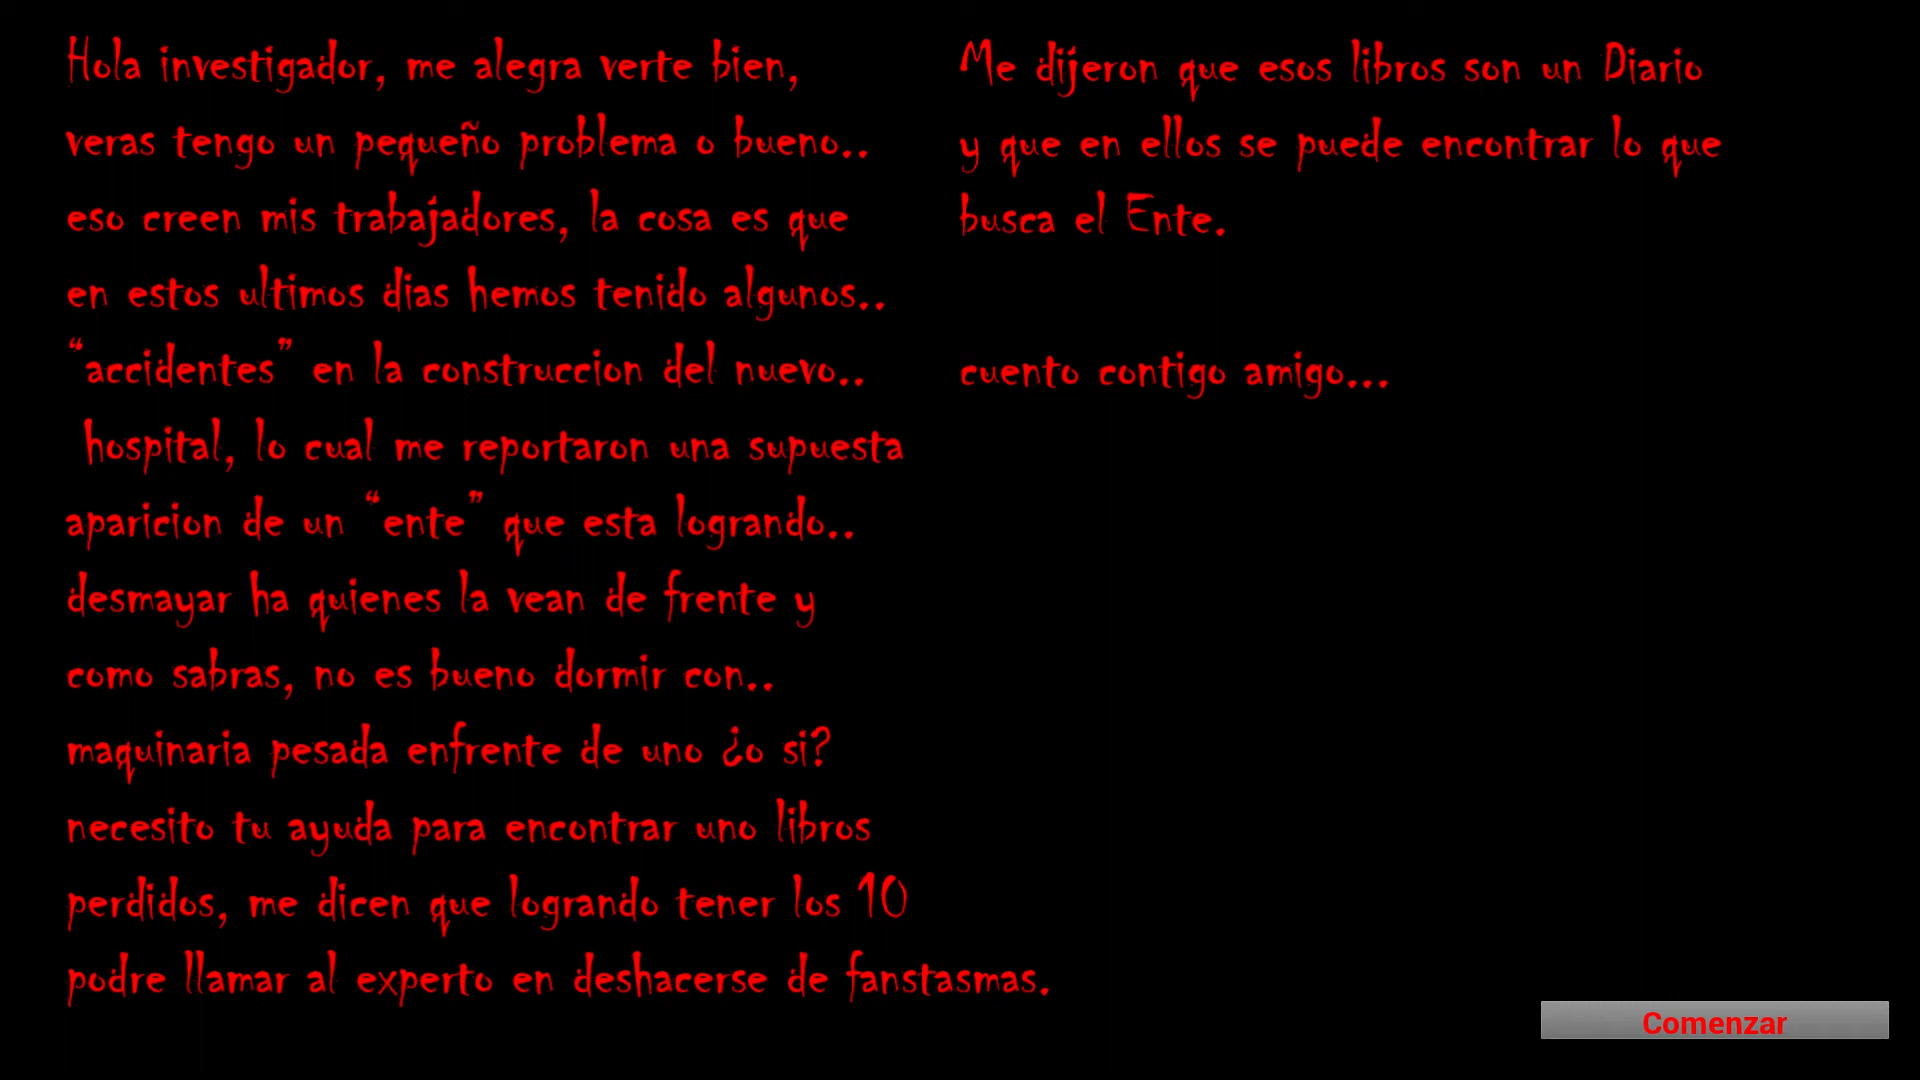 Hola investigador, me alegra verte bien,
veras tengo un pequeño problema o bueno..
eso creen mis trabajadores, la cosa es que
en estos ultimos dias hemos tenido algunos..
“accidentes” en la construccion del nuevo..
hospital, lo cual me reportaron una supuesta
aparicion de un “ente” que esta logrando..
desmayar ha quienes la vean de frente y
como sabras, no es bueno dormir con..
maquinaria pesada enfrente de uno ¿o si?
necesito tu ayuda para encontrar uno libros
perdidos, me dicen que logrando tener los 10
podre llamar al experto en deshacerse de fanstasmas.
Me dijeron que esos libros son un Diario
y que en ellos se puede encontrar lo que
busca el Ente.
cuento contigo amigo...
Comenzar